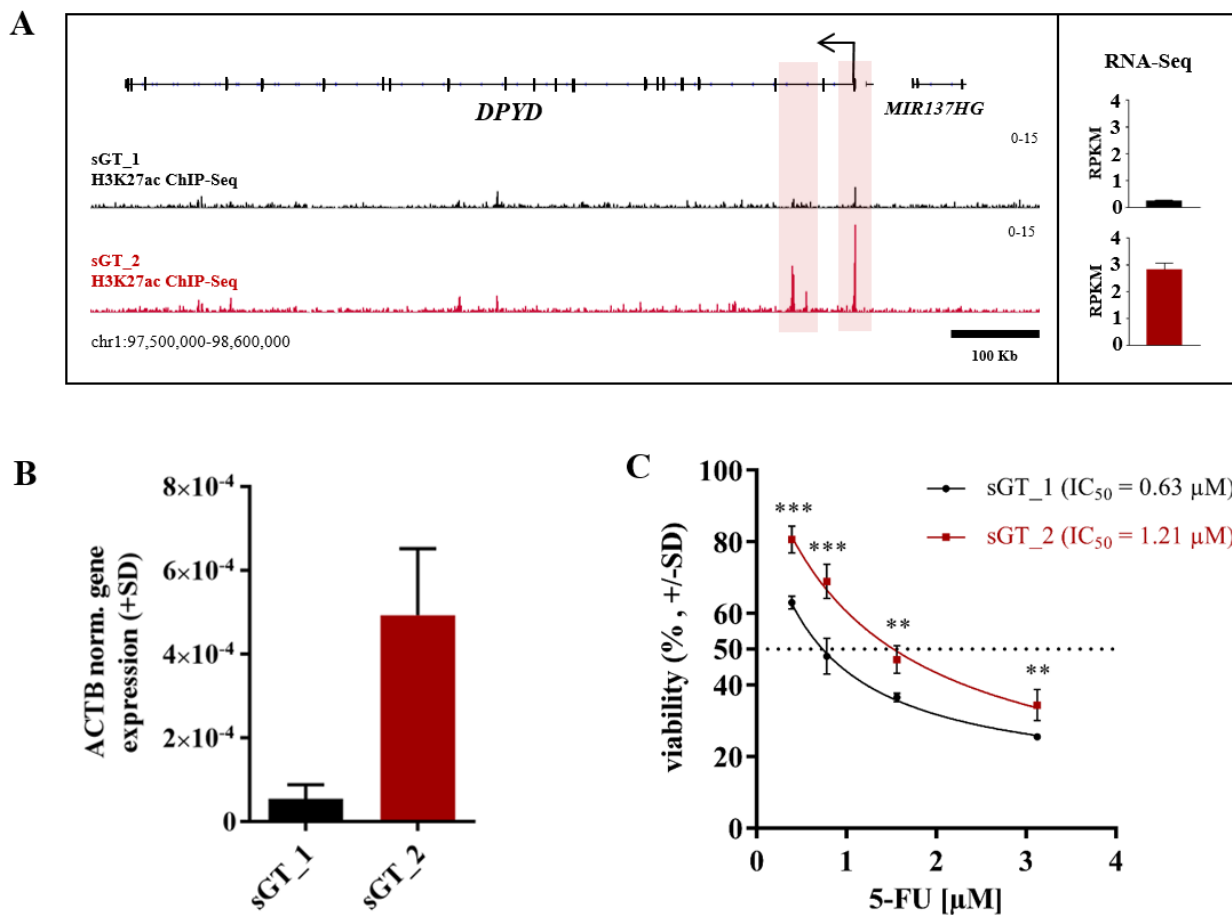 A
DPYD
MIR137HG
0-15
sGT_1
H3K27ac ChIP-Seq
0-15
sGT_2
H3K27ac ChIP-Seq
chr1:97,500,000-98,600,000
100 Kb
RNA-Seq
4
3
2
1
0
RPKM
4
3
2
1
0
RPKM
B
ACTB norm. gene
expression (+SD)
8×10⁻⁴
6×10⁻⁴
4×10⁻⁴
2×10⁻⁴
0
sGT_1
sGT_2
C
viability (% , +/-SD)
100
80
60
50
40
20
0
***
***
**
**
sGT_1 (IC₅₀ = 0.63 µM)
sGT_2 (IC₅₀ = 1.21 µM)
0 1 2 3 4
5-FU [µM]